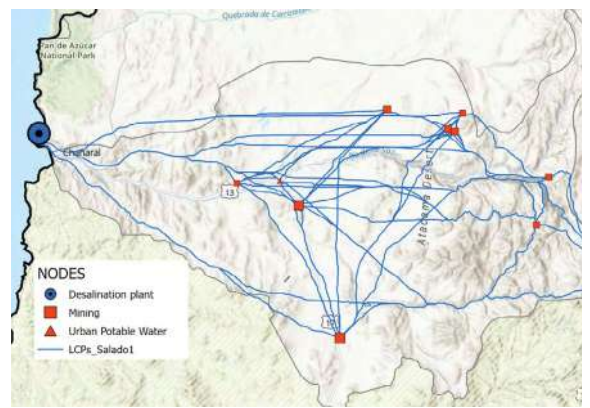 Quebrada de
Pan de Azúcar
National Park
Chañaral
13
Atacama Desert
NODES
Desalination plant
Mining
Urban Potable Water
LCPs_Salado1